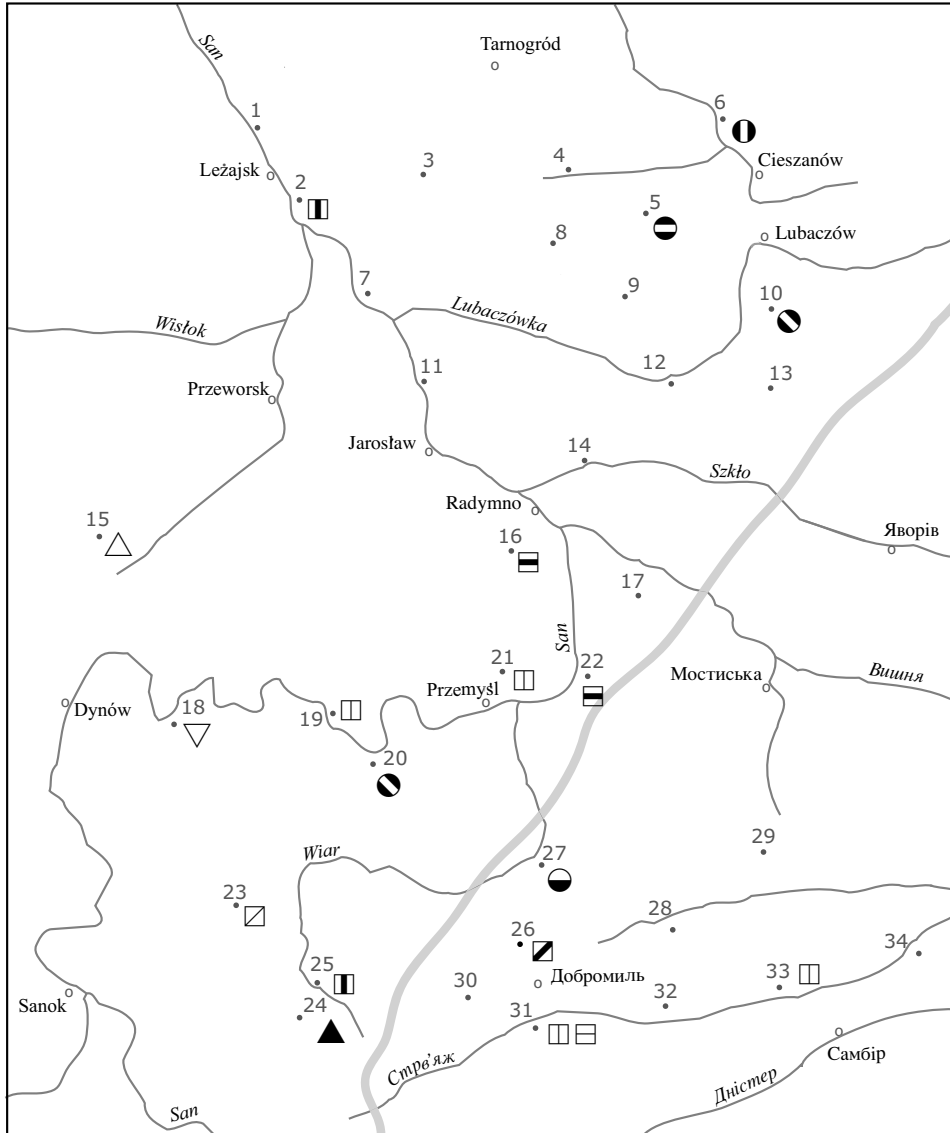 San
Tarnogród
1
6
Leżajsk
3
4
Cieszanów
2
5
8
Lubaczów
7
9
10
Wisłok
Lubaczówka
12
13
Przeworsk
11
Jarosław
14
Szkło
Radymno
15
16
Яворів
17
San
21
22
Мостиська
Вишня
Dynów
18
19
Przemyśl
20
Wiar
27
29
23
28
26
34
25
30
Добромиль
33
Sanok
24
31
32
Стрв’яж
Самбір
San
Дністер